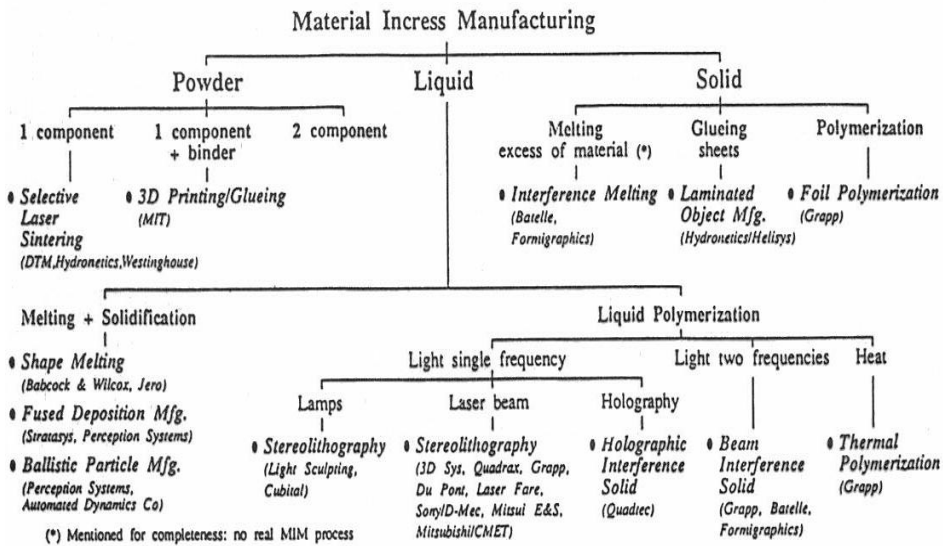 Material Incress Manufacturing
Powder
Liquid
Solid
1 component
1 component
+ binder
2 component
Melting
excess of material (*)
Glueing
sheets
Polymerization
Selective
Laser
Sintering
(DTM,Hydronetics,Westinghouse)
3D Printing/Glueing
(MIT)
Interference Melting
(Batelle,
Formigraphics)
Laminated
Object Mfg.
(Hydronetics/Helisys)
Foil Polymerization
(Grapp)
Melting + Solidification
Liquid Polymerization
Shape Melting
(Babcock & Wilcox, Jero)
Fused Deposition Mfg.
(Stratasys, Perception Systems)
Ballistic Particle Mfg.
(Perception Systems,
Automated Dynamics Co)
Light single frequency
Light two frequencies
Heat
Lamps
Laser beam
Holography
Stereolithography
(Light Sculpting,
Cubital)
Stereolithography
(3D Sys, Quadrax, Grapp,
Du Pont, Laser Fare,
Sony/D-Mec, Mitsui E&S,
Mitsubishi/CMET)
Holographic
Interference
Solid
(Quadtec)
Beam
Interference
Solid
(Grapp, Batelle,
Formigraphics)
Thermal
Polymerization
(Grapp)
(*) Mentioned for completeness: no real MIM process